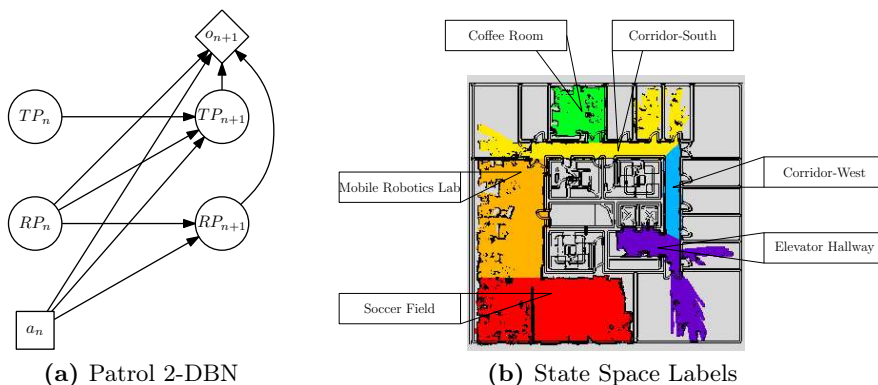 o_{n+1}
TP_n
TP_{n+1}
RP_n
RP_{n+1}
a_n
(a) Patrol 2-DBN
Coffee Room
Corridor-South
Mobile Robotics Lab
Corridor-West
Elevator Hallway
Soccer Field
(b) State Space Labels